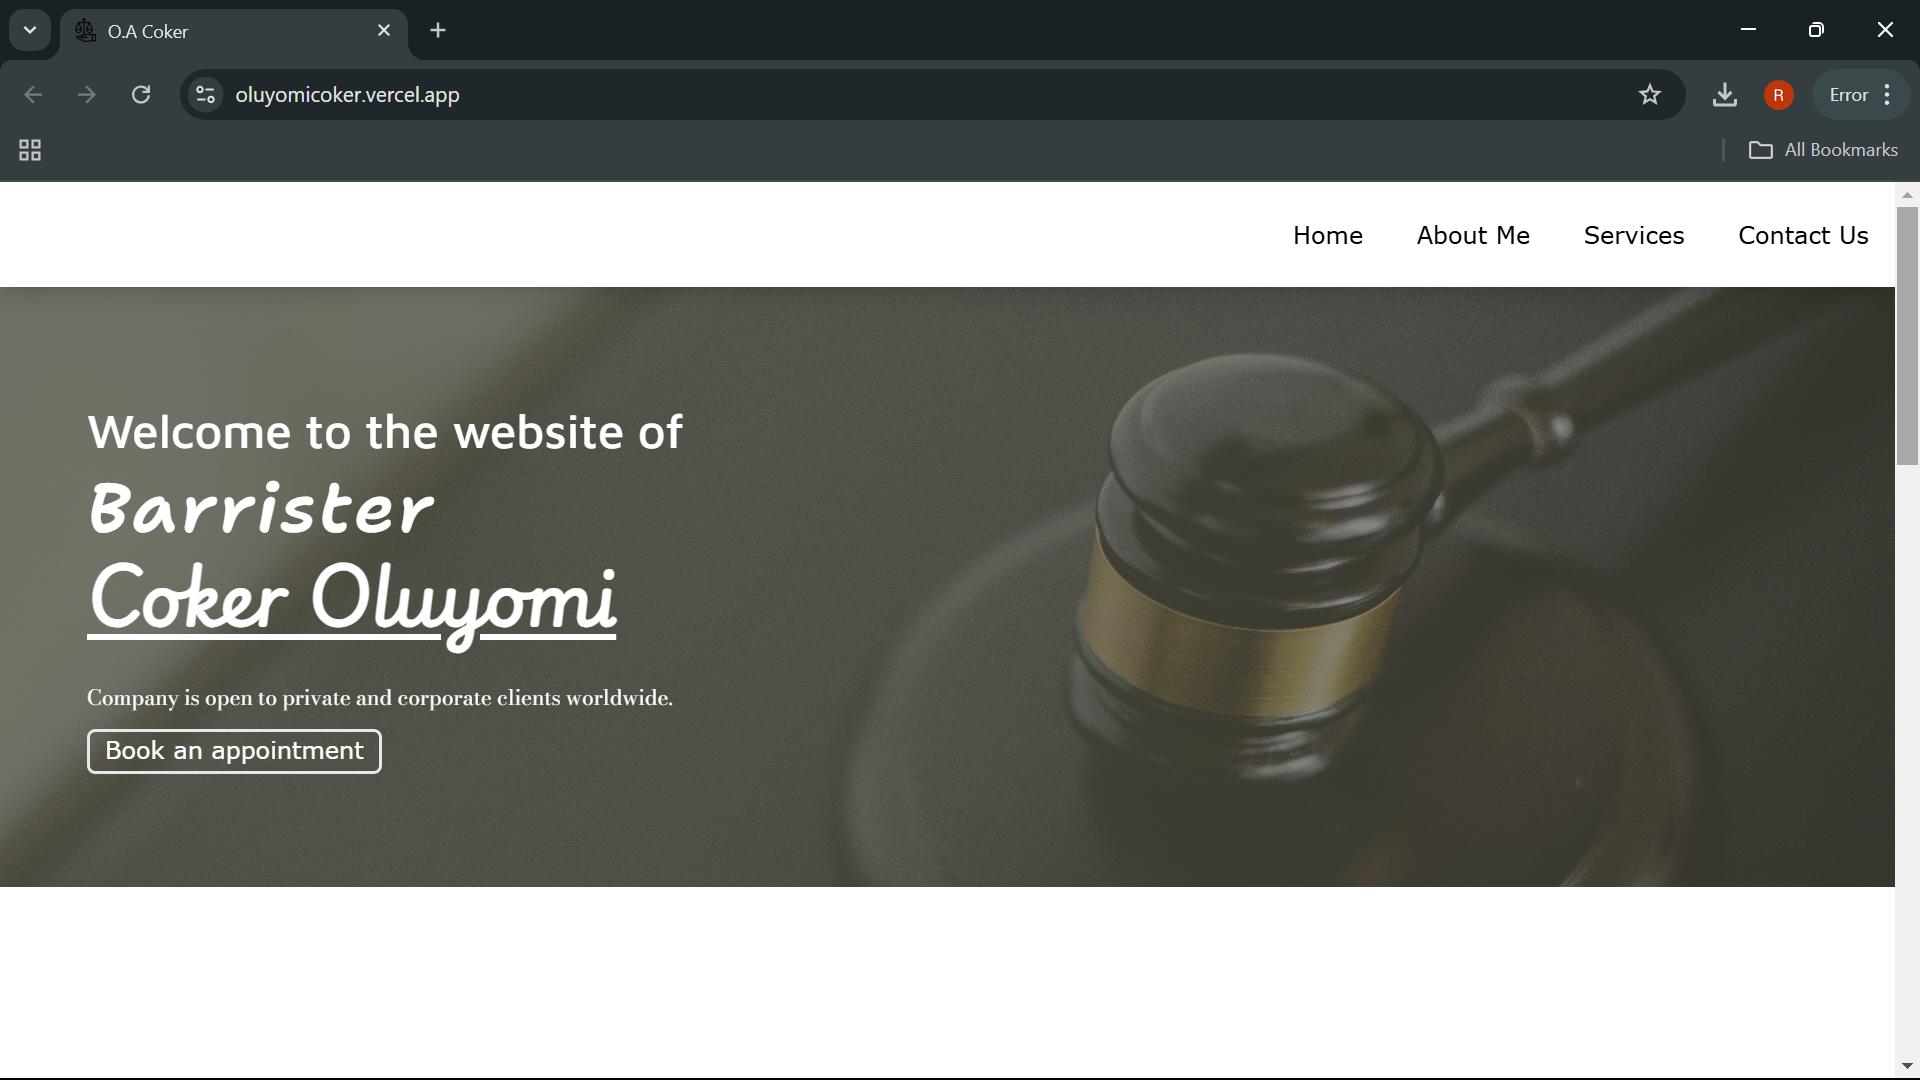 O.A Coker
oluyomicoker.vercel.app
R
Error
All Bookmarks
Home About Me Services Contact Us
Welcome to the website of
Barrister
Coker Oluyomi
Company is open to private and corporate clients worldwide.
Book an appointment